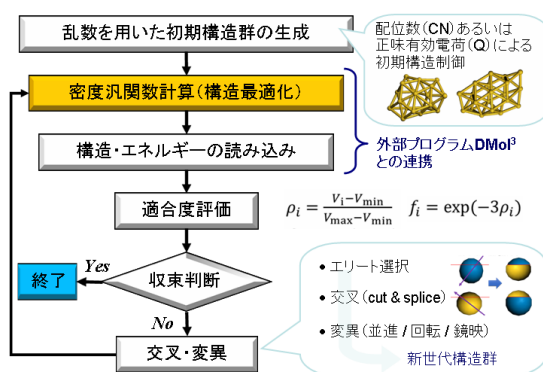 乱数を用いた初期構造群の生成
配位数(CN)あるいは
正味有効電荷(Q)による
初期構造制御
密度汎関数計算(構造最適化)
構造・エネルギーの読み込み
外部プログラムDMol³
との連携
適合度評価
ρᵢ = (Vᵢ−Vmin)/(Vmax−Vmin) fᵢ = exp(−3ρᵢ)
Yes
終了
収束判断
No
交叉・変異
• エリート選択
• 交叉(cut & splice)
• 変異(並進 / 回転 / 鏡映)
新世代構造群